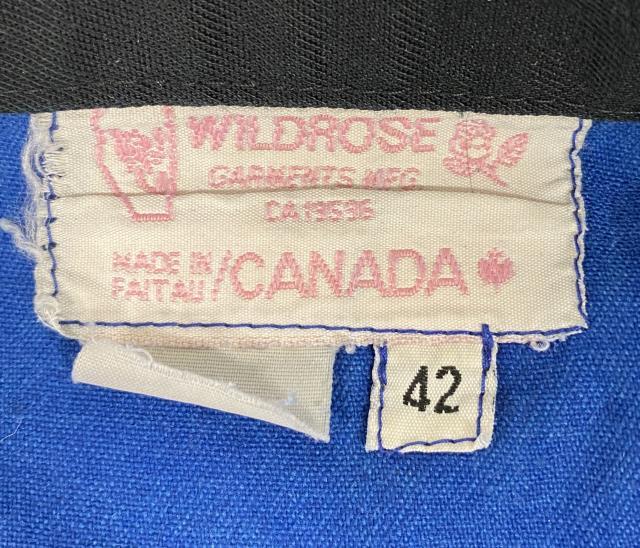 WILDROSE
GARMENTS MFG
CA 19536
MADE IN
FAIT AU /CANADA
42